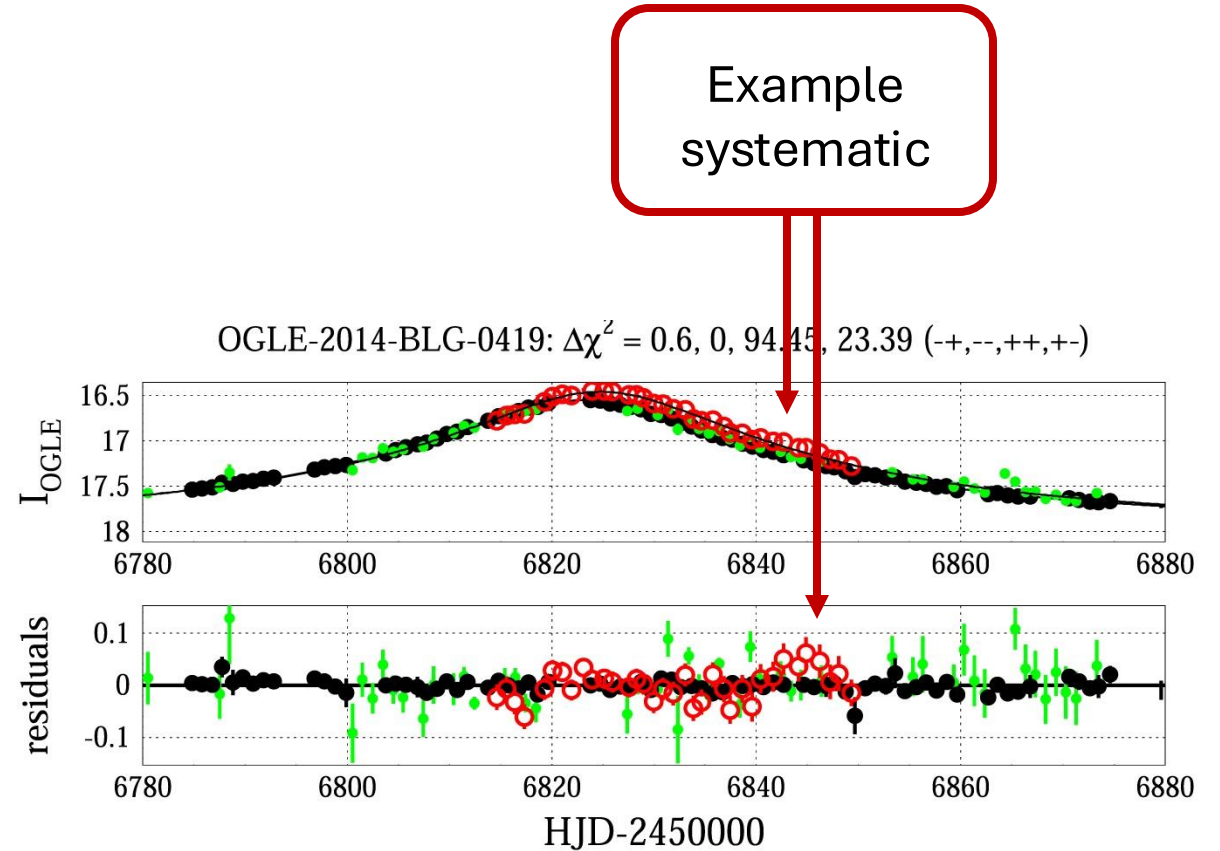 Example
systematic
OGLE-2014-BLG-0419: Δχ² = 0.6, 0, 94.45, 23.39 (-+,--,++,+-)
I_OGLE
16.5
17
17.5
18
6780 6800 6820 6840 6860 6880
residuals
0.1
0
-0.1
6780 6800 6820 6840 6860 6880
HJD-2450000